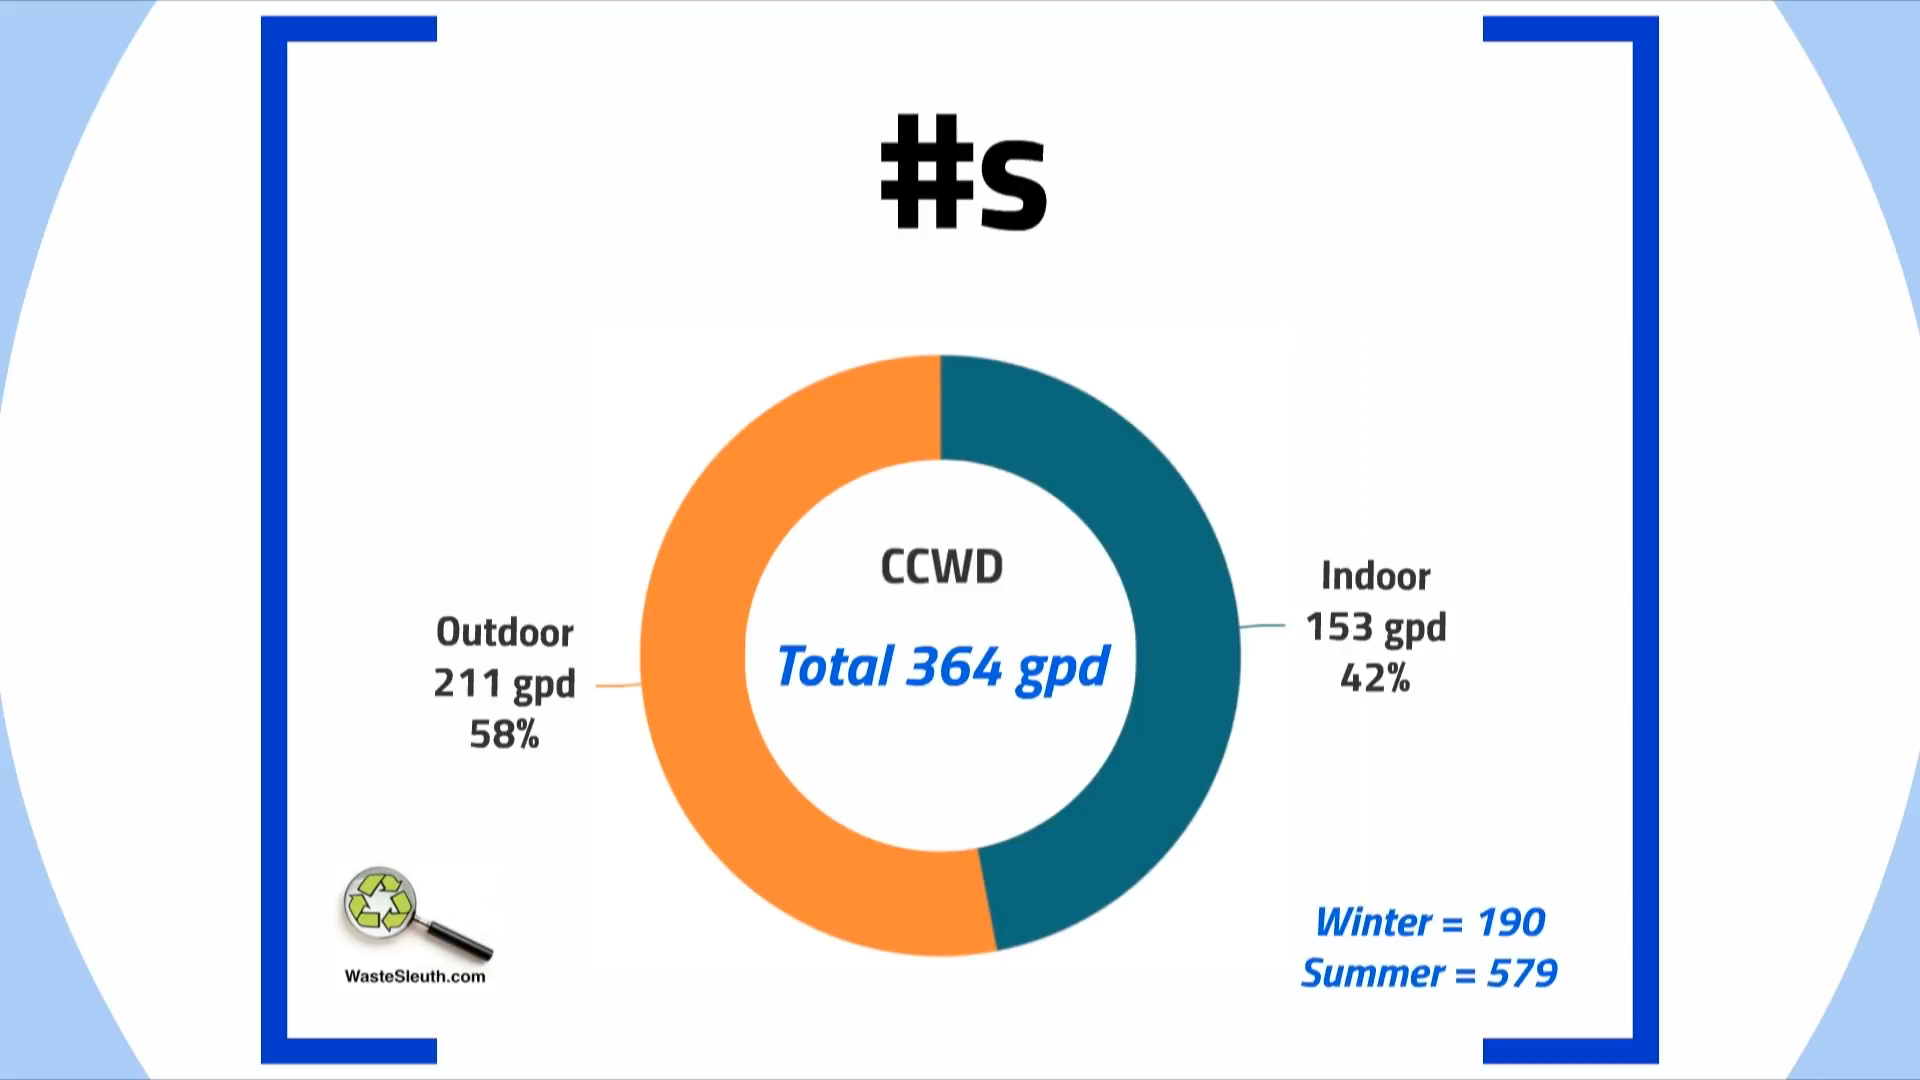 #s
CCWD
Total 364 gpd
Outdoor
211 gpd
58%
Indoor
153 gpd
42%
Winter = 190
Summer = 579
WasteSleuth.com